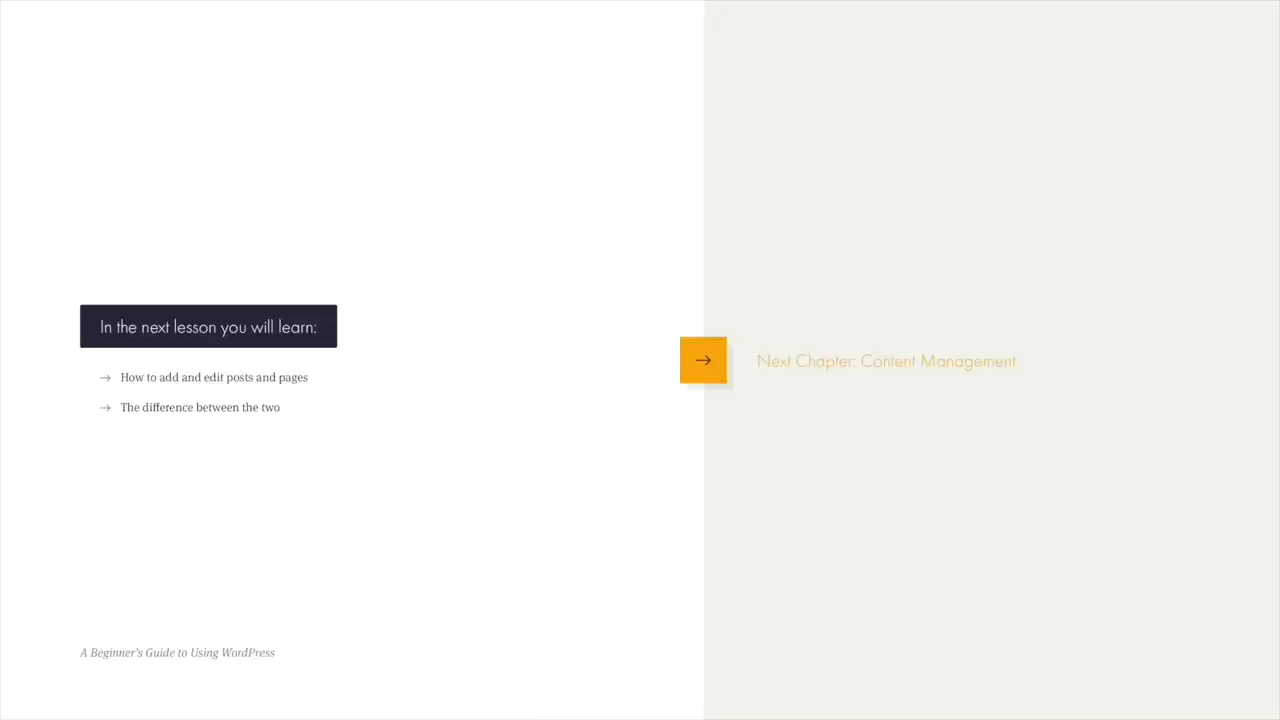 In the next lesson you will learn:
→ How to add and edit posts and pages
→ The difference between the two
→ Next Chapter: Content Management
A Beginner's Guide to Using WordPress